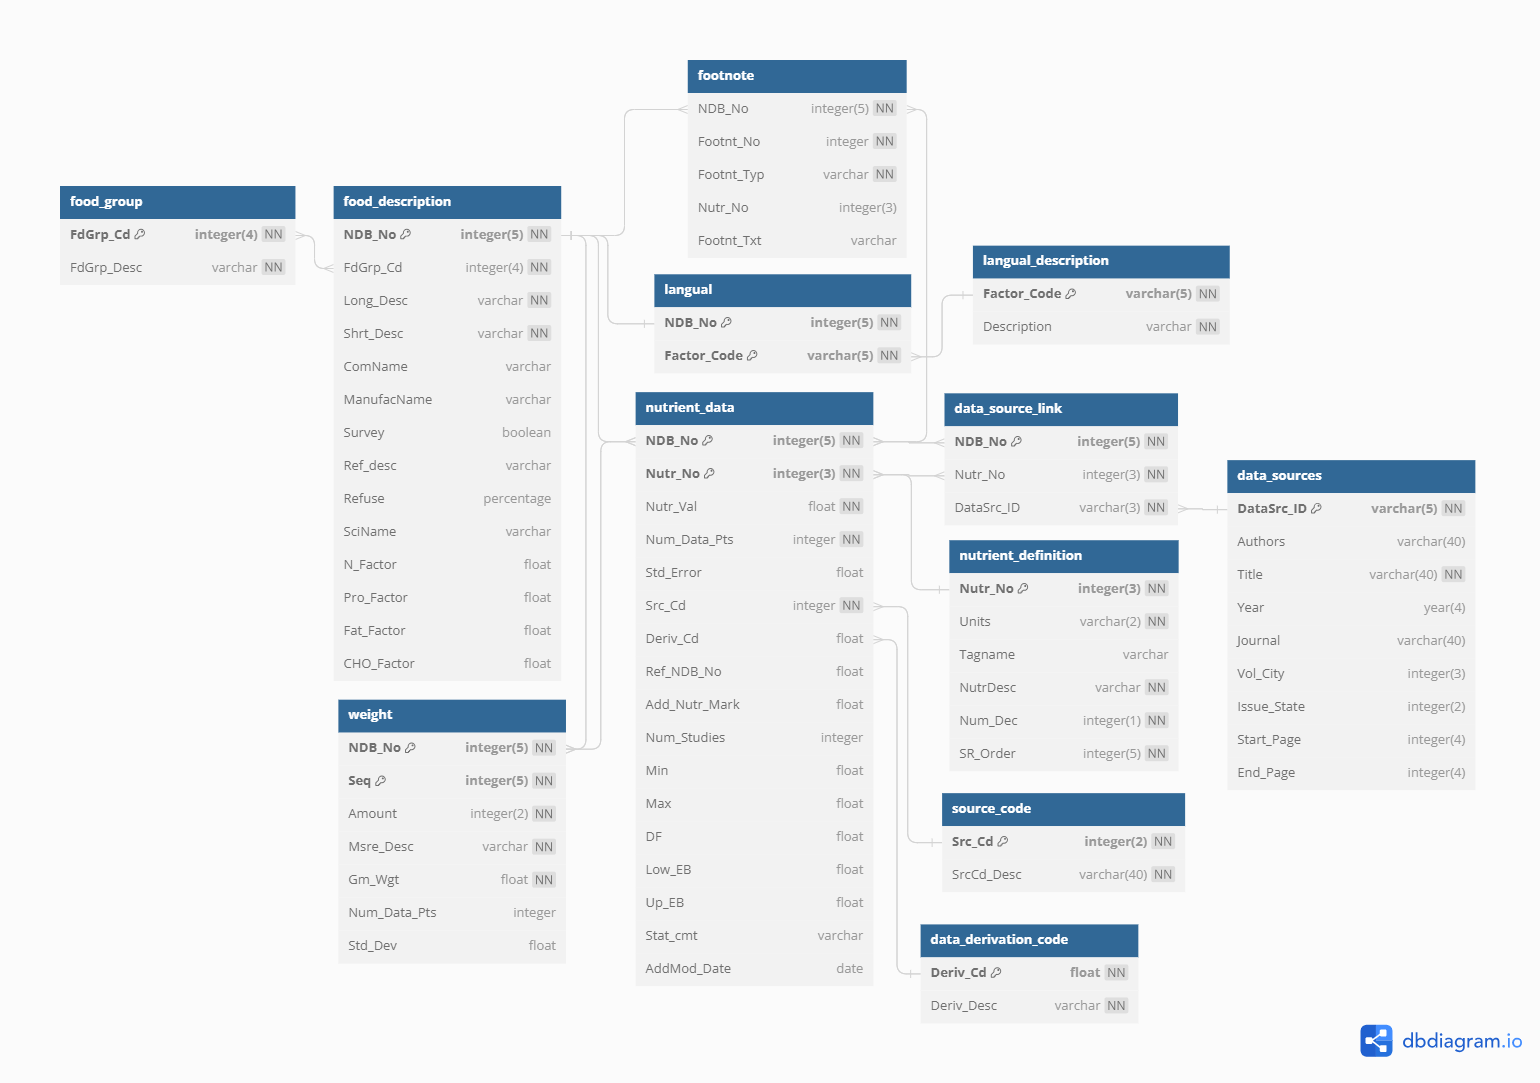 footnote
NDB_No integer(5) NN
Footnt_No integer NN
Footnt_Typ varchar NN
Nutr_No integer(3)
Footnt_Txt varchar
food_group
FdGrp_Cd integer(4) NN
FdGrp_Desc varchar NN
food_description
NDB_No integer(5) NN
FdGrp_Cd integer(4) NN
Long_Desc varchar NN
Shrt_Desc varchar NN
ComName varchar
ManufacName varchar
Survey boolean
Ref_desc varchar
Refuse percentage
SciName varchar
N_Factor float
Pro_Factor float
Fat_Factor float
CHO_Factor float
langual
NDB_No integer(5) NN
Factor_Code varchar(5) NN
langual_description
Factor_Code varchar(5) NN
Description varchar NN
nutrient_data
NDB_No integer(5) NN
Nutr_No integer(3) NN
Nutr_Val float NN
Num_Data_Pts integer NN
Std_Error float
Src_Cd integer NN
Deriv_Cd float
Ref_NDB_No float
Add_Nutr_Mark float
Num_Studies integer
Min float
Max float
DF float
Low_EB float
Up_EB float
Stat_cmt varchar
AddMod_Date date
data_source_link
NDB_No integer(5) NN
Nutr_No integer(3) NN
DataSrc_ID varchar(3) NN
data_sources
DataSrc_ID varchar(5) NN
Authors varchar(40)
Title varchar(40) NN
Year year(4)
Journal varchar(40)
Vol_City integer(3)
Issue_State integer(2)
Start_Page integer(4)
End_Page integer(4)
nutrient_definition
Nutr_No integer(3) NN
Units varchar(2) NN
Tagname varchar
NutrDesc varchar NN
Num_Dec integer(1) NN
SR_Order integer(5) NN
weight
NDB_No integer(5) NN
Seq integer(5) NN
Amount integer(2) NN
Msre_Desc varchar NN
Gm_Wgt float NN
Num_Data_Pts integer
Std_Dev float
source_code
Src_Cd integer(2) NN
SrcCd_Desc varchar(40) NN
data_derivation_code
Deriv_Cd float NN
Deriv_Desc varchar NN
dbdiagram.io